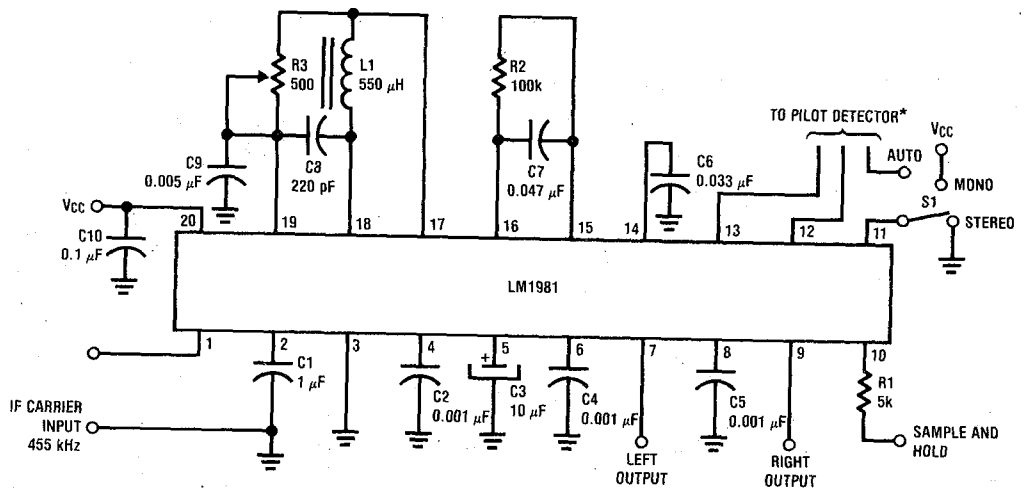 R3
500
L1
550 μH
R2
100k
C9
0.005 μF
C8
220 pF
C7
0.047 μF
C6
0.033 μF
TO PILOT DETECTOR*
AUTO
VCC
MONO
S1
STEREO
VCC
C10
0.1 μF
20
19
18
17
16
15
14
13
12
11
LM1981
1
2
3
4
5
6
7
8
9
10
C1
1 μF
C2
0.001 μF
+
C3
10 μF
C4
0.001 μF
C5
0.001 μF
R1
5k
IF CARRIER
INPUT
455 kHz
LEFT
OUTPUT
RIGHT
OUTPUT
SAMPLE AND
HOLD